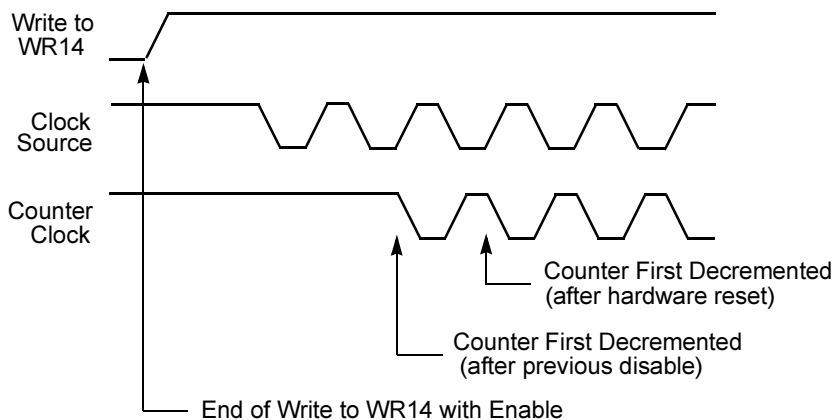 Write to
WR14
Clock
Source
Counter
Clock
Counter First Decremented
(after hardware reset)
Counter First Decremented
(after previous disable)
End of Write to WR14 with Enable